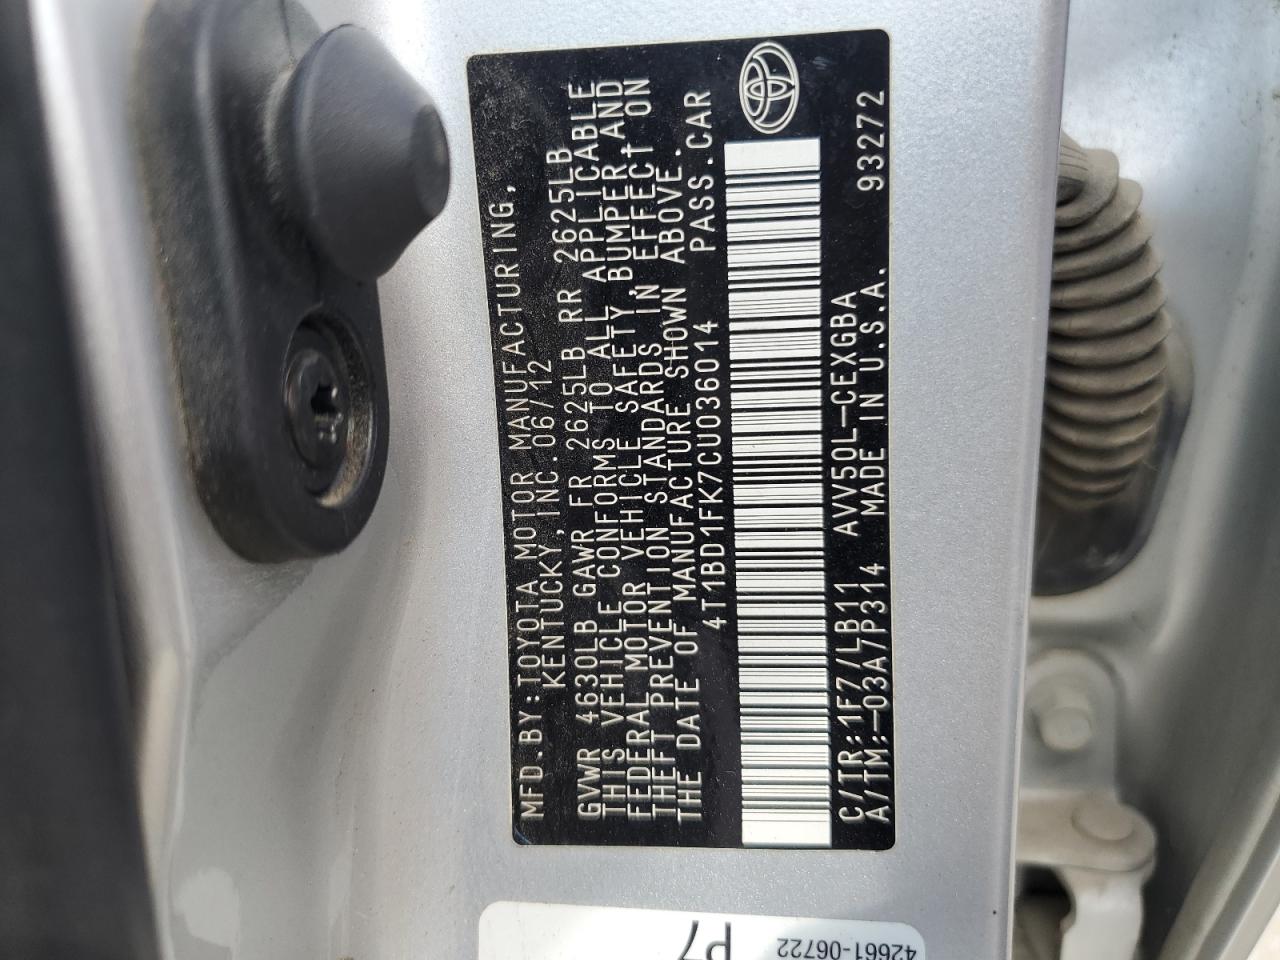 MFD.BY:TOYOTA MOTOR MANUFACTURING,
KENTUCKY,INC.06/12
GVWR 4630LB GAWR FR 2625LB RR 2625LB
THIS VEHICLE CONFORMS TO ALL APPLICABLE
FEDERAL MOTOR VEHICLE SAFETY,BUMPER,AND
THEFT PREVENTION STANDARDS IN EFFECT ON
THE DATE OF MANUFACTURE SHOWN ABOVE.
4T1BD1FK7CU036014 PASS.CAR
C/TR:1F7/LB11 AVV50L-CEXGBA 93272
A/TM:-03A7P314 MADE IN U.S.A.
P7
42661-06722